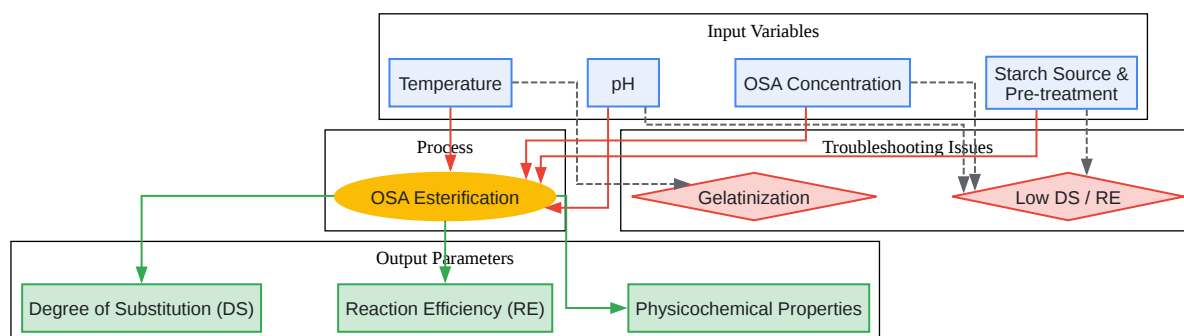 Input Variables
Temperature
pH
OSA Concentration
Starch Source &
Pre-treatment
Process
Troubleshooting Issues
OSA Esterification
Gelatinization
Low DS / RE
Output Parameters
Degree of Substitution (DS)
Reaction Efficiency (RE)
Physicochemical Properties